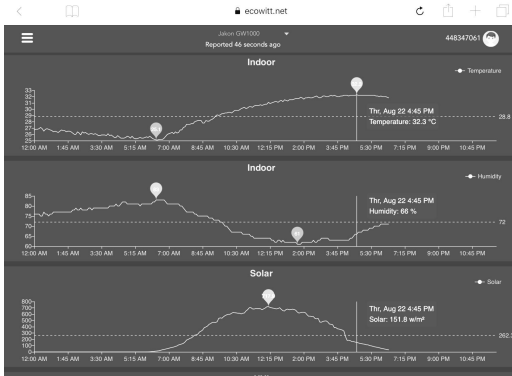 ecowitt.net
Jakon GW1000
Reported 46 seconds ago
448347061
Indoor
Temperature
33
31
30
29
28
27
26
25
28.8
Thr, Aug 22 4:45 PM
Temperature: 32.3 °C
12:00 AM 1:45 AM 3:30 AM 5:15 AM 7:00 AM 8:45 AM 10:30 AM 12:15 PM 2:00 PM 3:45 PM 5:30 PM 7:15 PM 9:00 PM 10:45 PM
Indoor
Humidity
85
80
75
70
65
60
72
61
Thr, Aug 22 4:45 PM
Humidity: 66 %
12:00 AM 1:45 AM 3:30 AM 5:15 AM 7:00 AM 8:45 AM 10:30 AM 12:15 PM 2:00 PM 3:45 PM 5:30 PM 7:15 PM 9:00 PM 10:45 PM
Solar
Solar
800
700
600
500
400
300
200
100
0
262.
Thr, Aug 22 4:45 PM
Solar: 151.8 w/m²
12:00 AM 1:45 AM 3:30 AM 5:15 AM 7:00 AM 8:45 AM 10:30 AM 12:15 PM 2:00 PM 3:45 PM 5:30 PM 7:15 PM 9:00 PM 10:45 PM